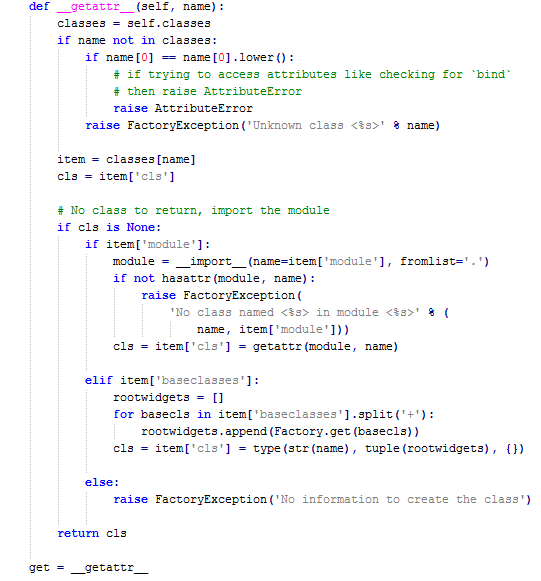 def __getattr__(self, name):
    classes = self.classes
    if name not in classes:
        if name[0] == name[0].lower():
            # if trying to access attributes like checking for `bind`
            # then raise AttributeError
            raise AttributeError
        raise FactoryException('Unknown class <%s>' % name)

    item = classes[name]
    cls = item['cls']

    # No class to return, import the module
    if cls is None:
        if item['module']:
            module = __import__(name=item['module'], fromlist='.')
            if not hasattr(module, name):
                raise FactoryException(
                    'No class named <%s> in module <%s>' % (
                        name, item['module']))
            cls = item['cls'] = getattr(module, name)

        elif item['baseclasses']:
            rootwidgets = []
            for basecls in item['baseclasses'].split('+'):
                rootwidgets.append(Factory.get(basecls))
            cls = item['cls'] = type(str(name), tuple(rootwidgets), {})

        else:
            raise FactoryException('No information to create the class')

    return cls

get = __getattr__